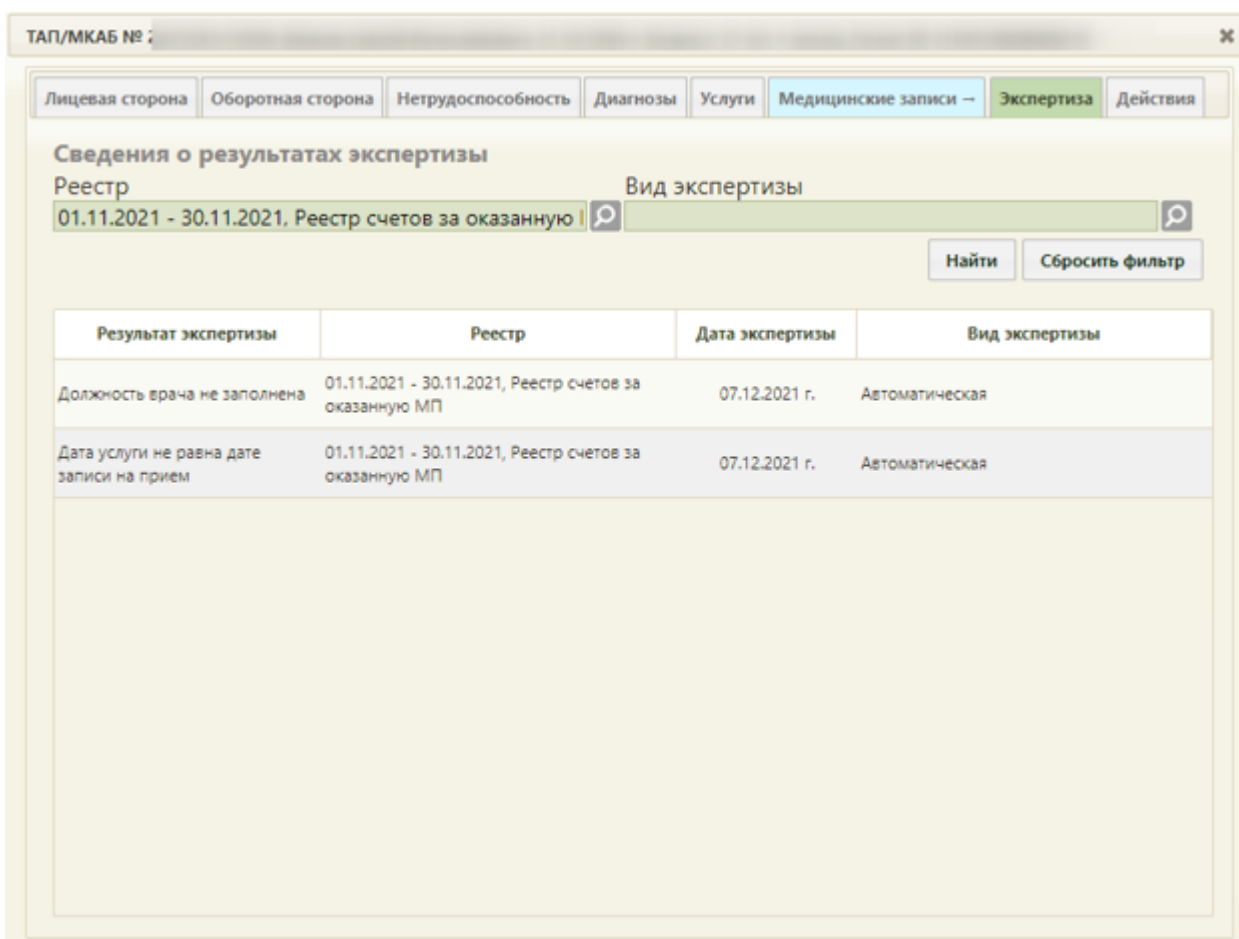 ТАП/МКАБ № 2
Лицевая сторона Оборотная сторона Нетрудоспособность Диагнозы Услуги Медицинские записи → Экспертиза Действия
Сведения о результатах экспертизы
Реестр Вид экспертизы
01.11.2021 - 30.11.2021, Реестр счетов за оказанную
Найти Сбросить фильтр
Результат экспертизы Реестр Дата экспертизы Вид экспертизы
Должность врача не заполнена 01.11.2021 - 30.11.2021, Реестр счетов за 07.12.2021 г. Автоматическая
оказанную МП
Дата услуги не равна дате 01.11.2021 - 30.11.2021, Реестр счетов за 07.12.2021 г. Автоматическая
записи на прием оказанную МП